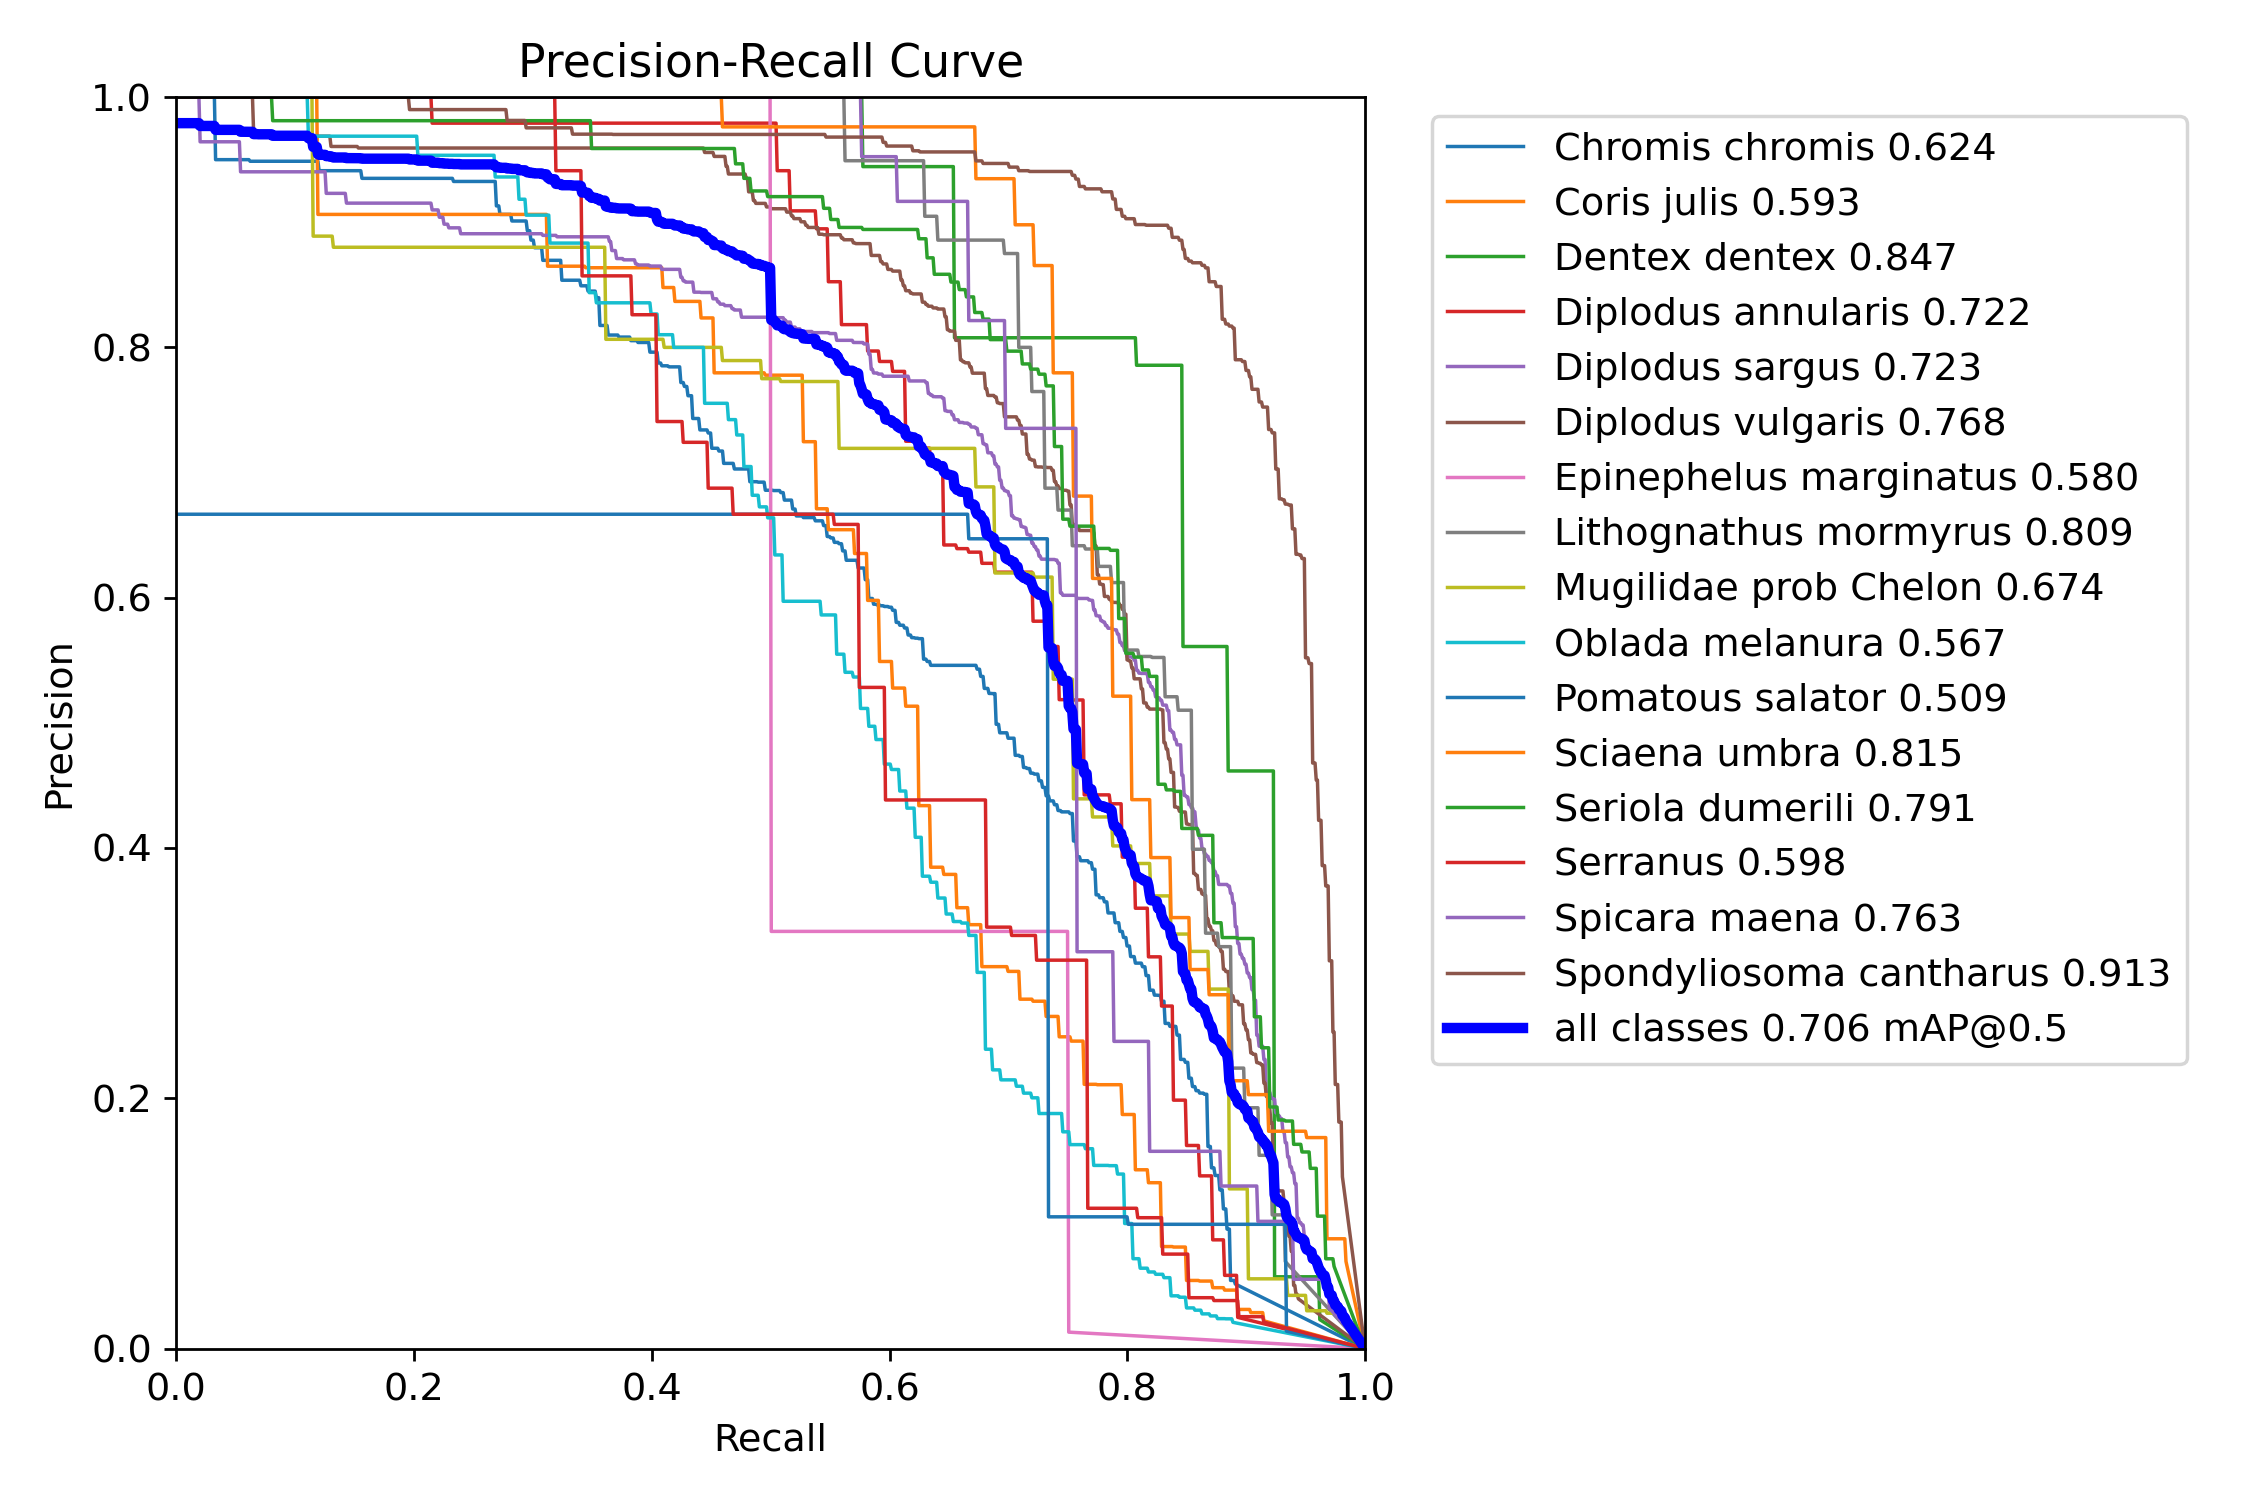 Precision-Recall Curve
1.0
0.8
0.6
0.4
0.2
0.0
Precision
0.0 0.2 0.4 0.6 0.8 1.0
Recall
Chromis chromis 0.624
Coris julis 0.593
Dentex dentex 0.847
Diplodus annularis 0.722
Diplodus sargus 0.723
Diplodus vulgaris 0.768
Epinephelus marginatus 0.580
Lithognathus mormyrus 0.809
Mugilidae prob Chelon 0.674
Oblada melanura 0.567
Pomatous salator 0.509
Sciaena umbra 0.815
Seriola dumerili 0.791
Serranus 0.598
Spicara maena 0.763
Spondyliosoma cantharus 0.913
all classes 0.706 mAP@0.5